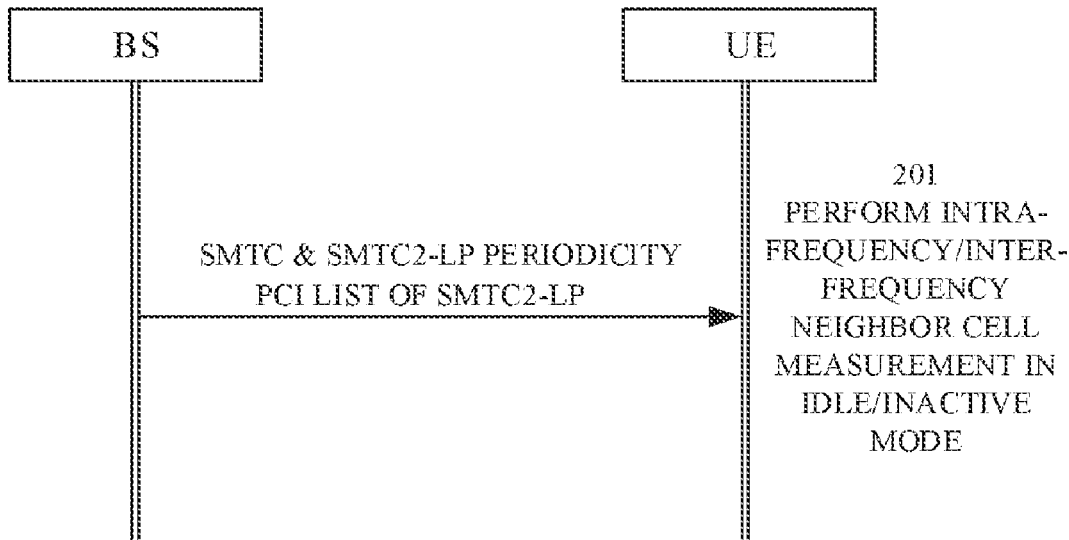 BS
UE
SMTC & SMTC2-LP PERIODICITY
PCI LIST OF SMTC2-LP
201
PERFORM INTRA-
FREQUENCY/INTER-
FREQUENCY
NEIGHBOR CELL
MEASUREMENT IN
IDLE/INACTIVE
MODE